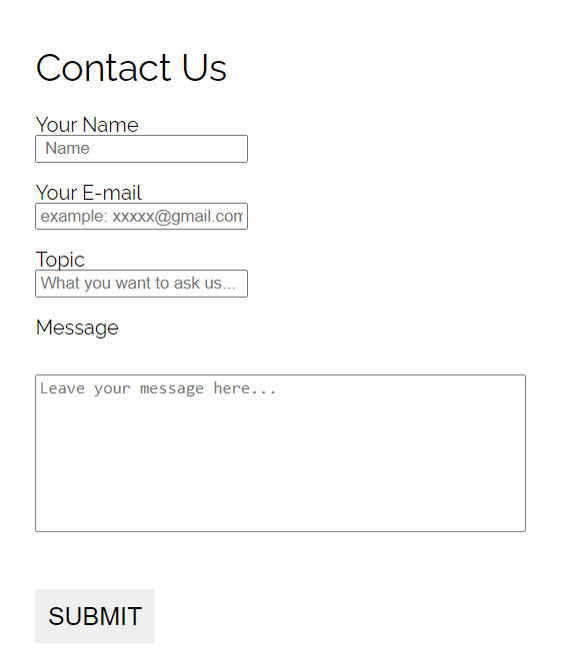 Contact Us
Your Name
Name
Your E-mail
example: xxxxx@gmail.com
Topic
What you want to ask us...
Message
Leave your message here...
SUBMIT